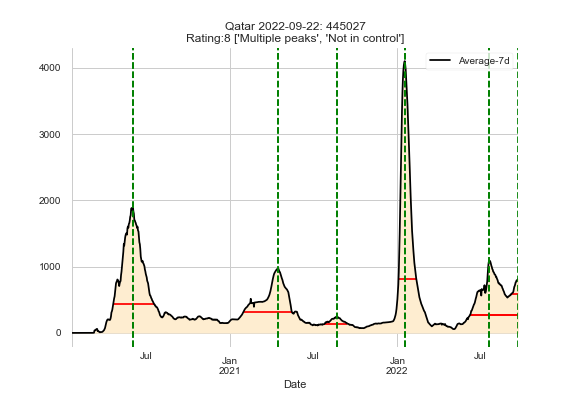 Qatar 2022-09-22: 445027
Rating:8 ['Multiple peaks', 'Not in control']
Average-7d
4000
3000
2000
1000
0
Jul
Jan
2021
Jul
Jan
2022
Jul
Date